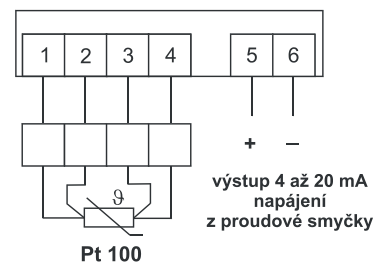 1 2 3 4 5 6
+ –
ϑ
výstup 4 až 20 mA
napájení
z proudové smyčky
Pt 100